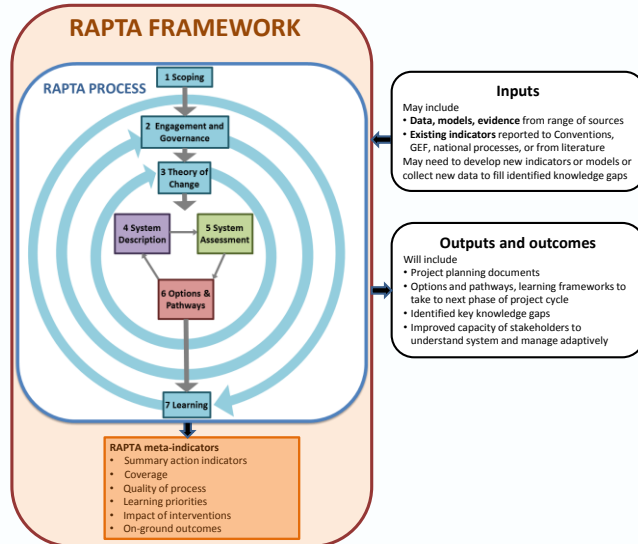 RAPTA FRAMEWORK
RAPTA PROCESS
1 Scoping
2 Engagement and
Governance
3 Theory of
Change
4 System
Description
5 System
Assessment
6 Options &
Pathways
7 Learning
RAPTA meta-indicators
• Summary action indicators
• Coverage
• Quality of process
• Learning priorities
• Impact of interventions
• On-ground outcomes
Inputs
May include
• Data, models, evidence from range of sources
• Existing indicators reported to Conventions,
GEF, national processes, or from literature
May need to develop new indicators or models or
collect new data to fill identified knowledge gaps
Outputs and outcomes
Will include
• Project planning documents
• Options and pathways, learning frameworks to
take to next phase of project cycle
• Identified key knowledge gaps
• Improved capacity of stakeholders to
understand system and manage adaptively